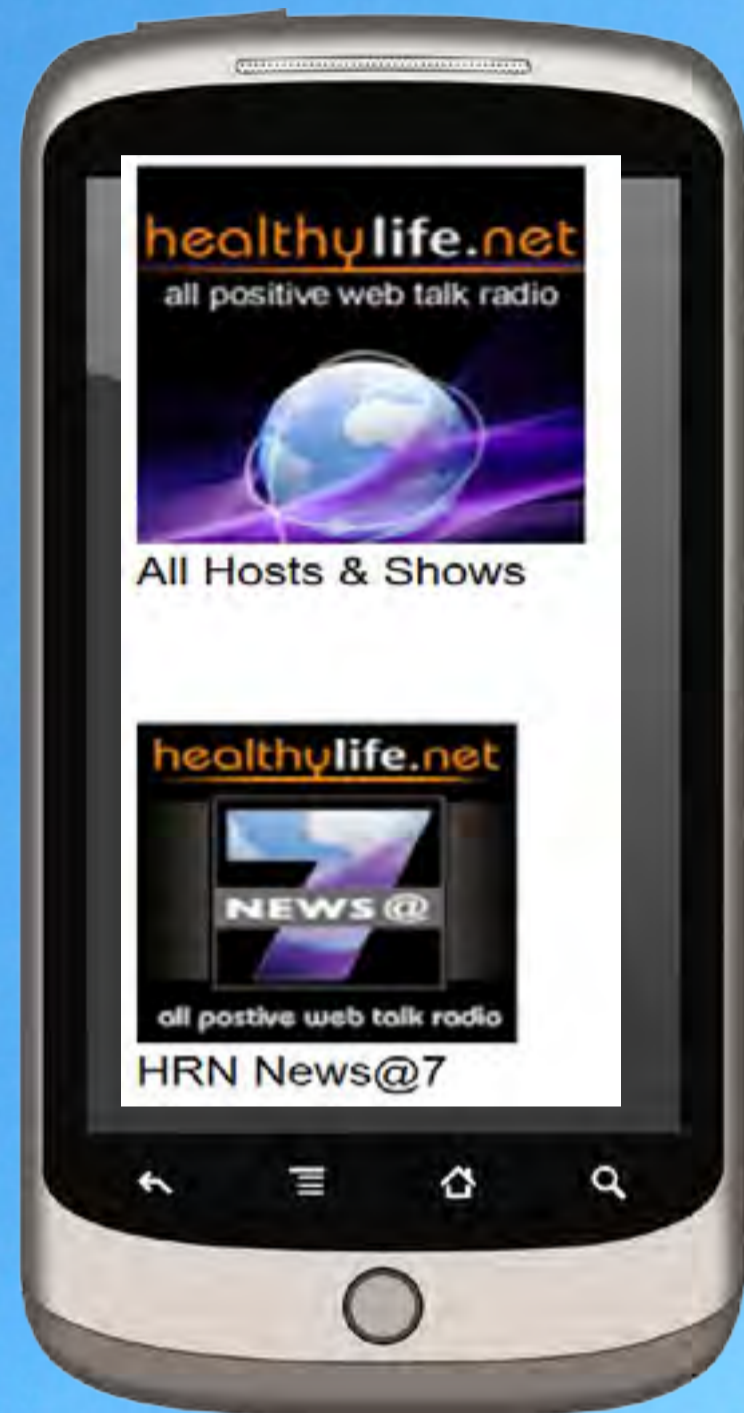 healthylife.net
all positive web talk radio
All Hosts & Shows
healthylife.net
7
NEWS@
all postive web talk radio
HRN News@7